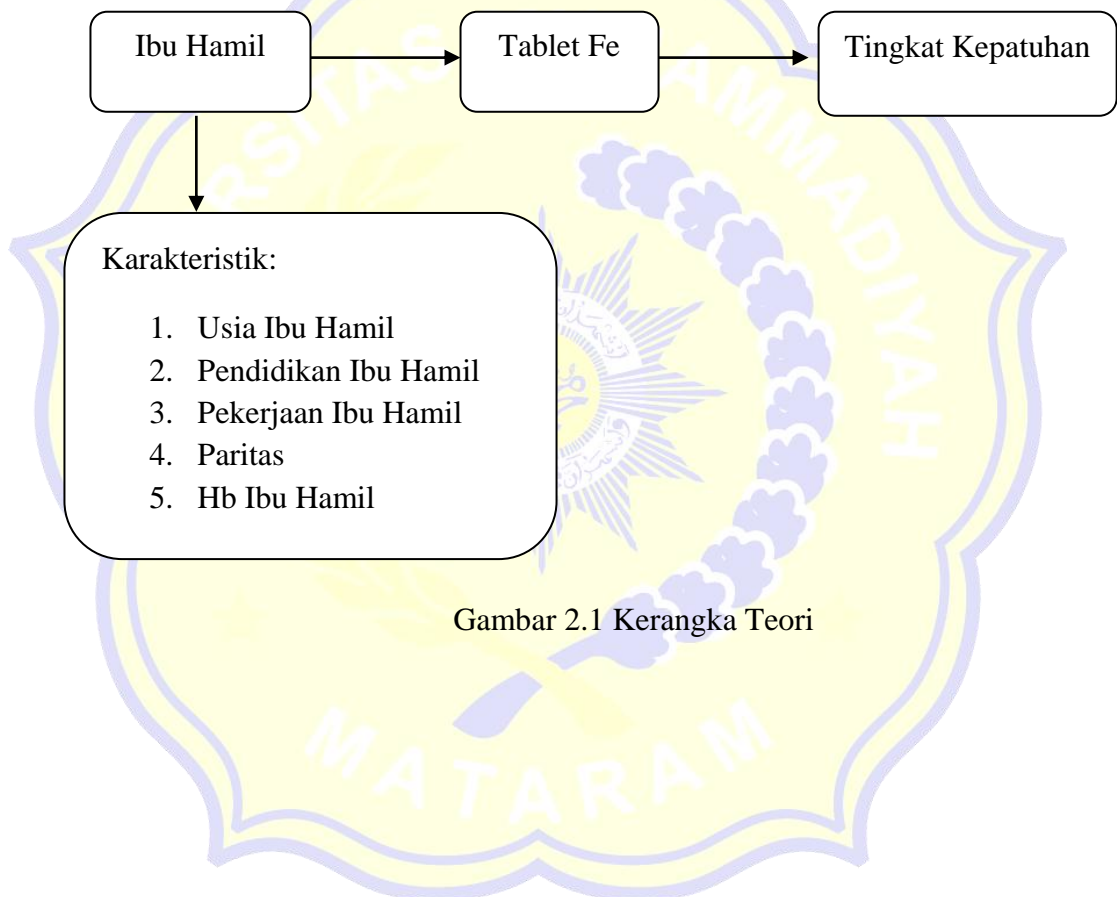 Ibu Hamil
Tablet Fe
Tingkat Kepatuhan
Karakteristik:
1. Usia Ibu Hamil
2. Pendidikan Ibu Hamil
3. Pekerjaan Ibu Hamil
4. Paritas
5. Hb Ibu Hamil
Gambar 2.1 Kerangka Teori
MATARAM